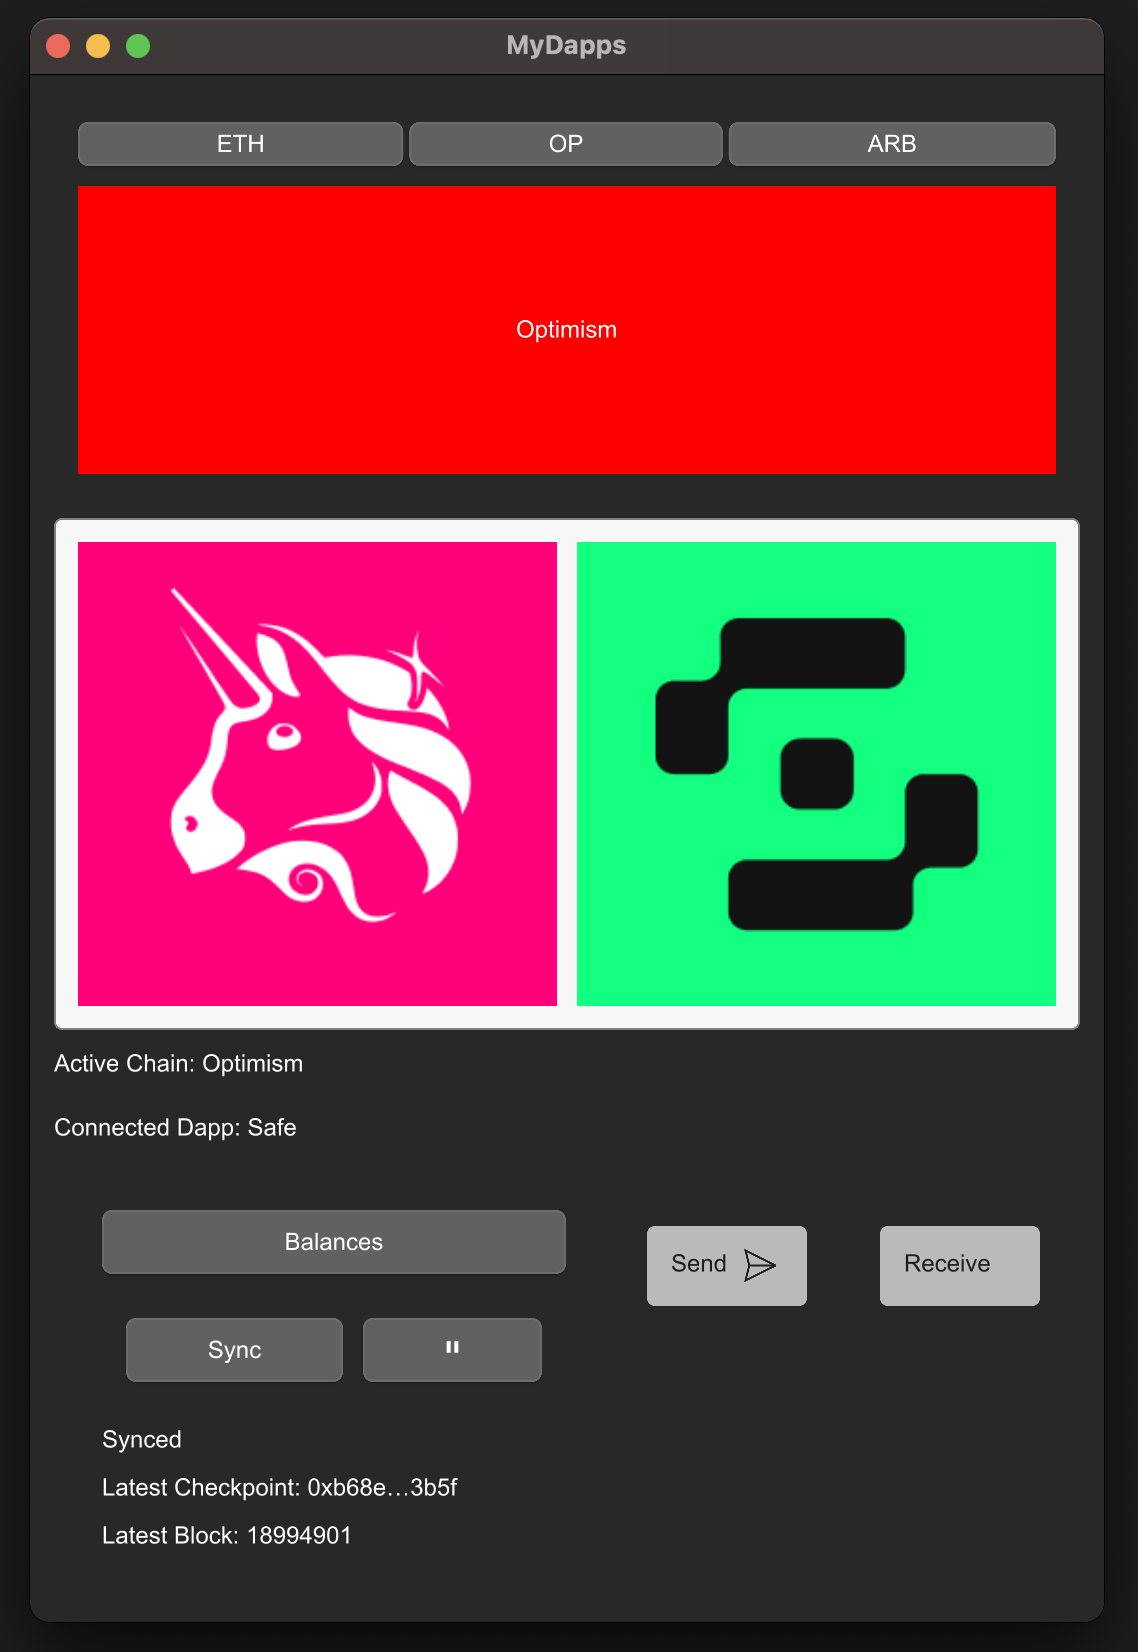 MyDapps
ETH OP ARB
Optimism
Active Chain: Optimism
Connected Dapp: Safe
Balances
Send
Receive
Sync
Synced
Latest Checkpoint: 0xb68e…3b5f
Latest Block: 18994901